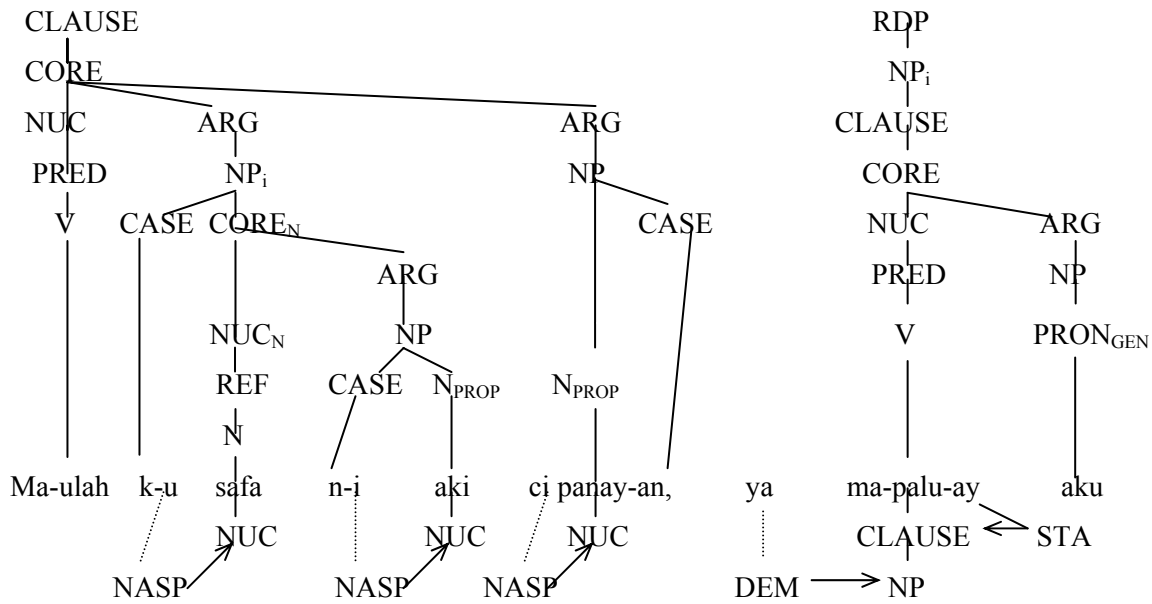 CLAUSE RDP
CORE NPi
NUC ARG ARG CLAUSE
PRED NPi NP CORE
V CASE COREN CASE NUC ARG
ARG PRED NP
NUCN NP V PRONGEN
REF CASE NPROP NPROP
N
Ma-ulah k-u safa n-i aki ci panay-an, ya ma-palu-ay aku
NUC NUC NUC CLAUSE STA
NASP NASP NASP DEM NP